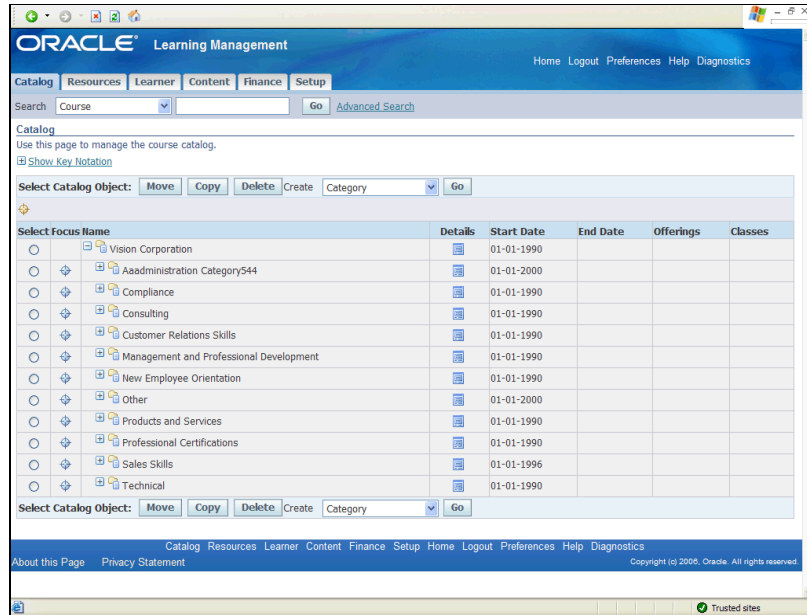 ORACLE® Learning Management
Home Logout Preferences Help Diagnostics
Catalog Resources Learner Content Finance Setup
Search Course Go Advanced Search
Catalog
Use this page to manage the course catalog.
Show Key Notation
Select Catalog Object: Move Copy Delete Create Category Go
Select Focus Name Details Start Date End Date Offerings Classes
Vision Corporation 01-01-1990
Aaadministration Category544 01-01-2000
Compliance 01-01-1990
Consulting 01-01-1990
Customer Relations Skills 01-01-1990
Management and Professional Development 01-01-1990
New Employee Orientation 01-01-1990
Other 01-01-2000
Products and Services 01-01-1990
Professional Certifications 01-01-1990
Sales Skills 01-01-1996
Technical 01-01-1990
Select Catalog Object: Move Copy Delete Create Category Go
Catalog Resources Learner Content Finance Setup Home Logout Preferences Help Diagnostics
About this Page Privacy Statement Copyright (c) 2006, Oracle. All rights reserved.
Trusted sites